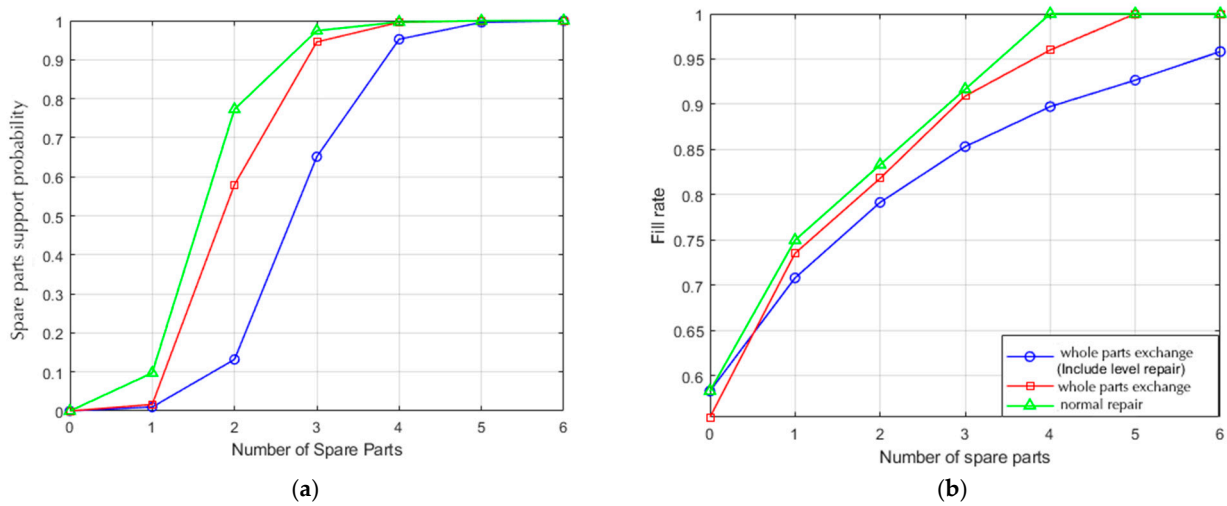 Spare parts support probability
1
0.9
0.8
0.7
0.6
0.5
0.4
0.3
0.2
0.1
0
0 1 2 3 4 5 6
Number of Spare Parts
(a)
Fill rate
1
0.95
0.9
0.85
0.8
0.75
0.7
0.65
0.6
0 1 2 3 4 5 6
Number of spare parts
whole parts exchange
(Include level repair)
whole parts exchange
normal repair
(b)